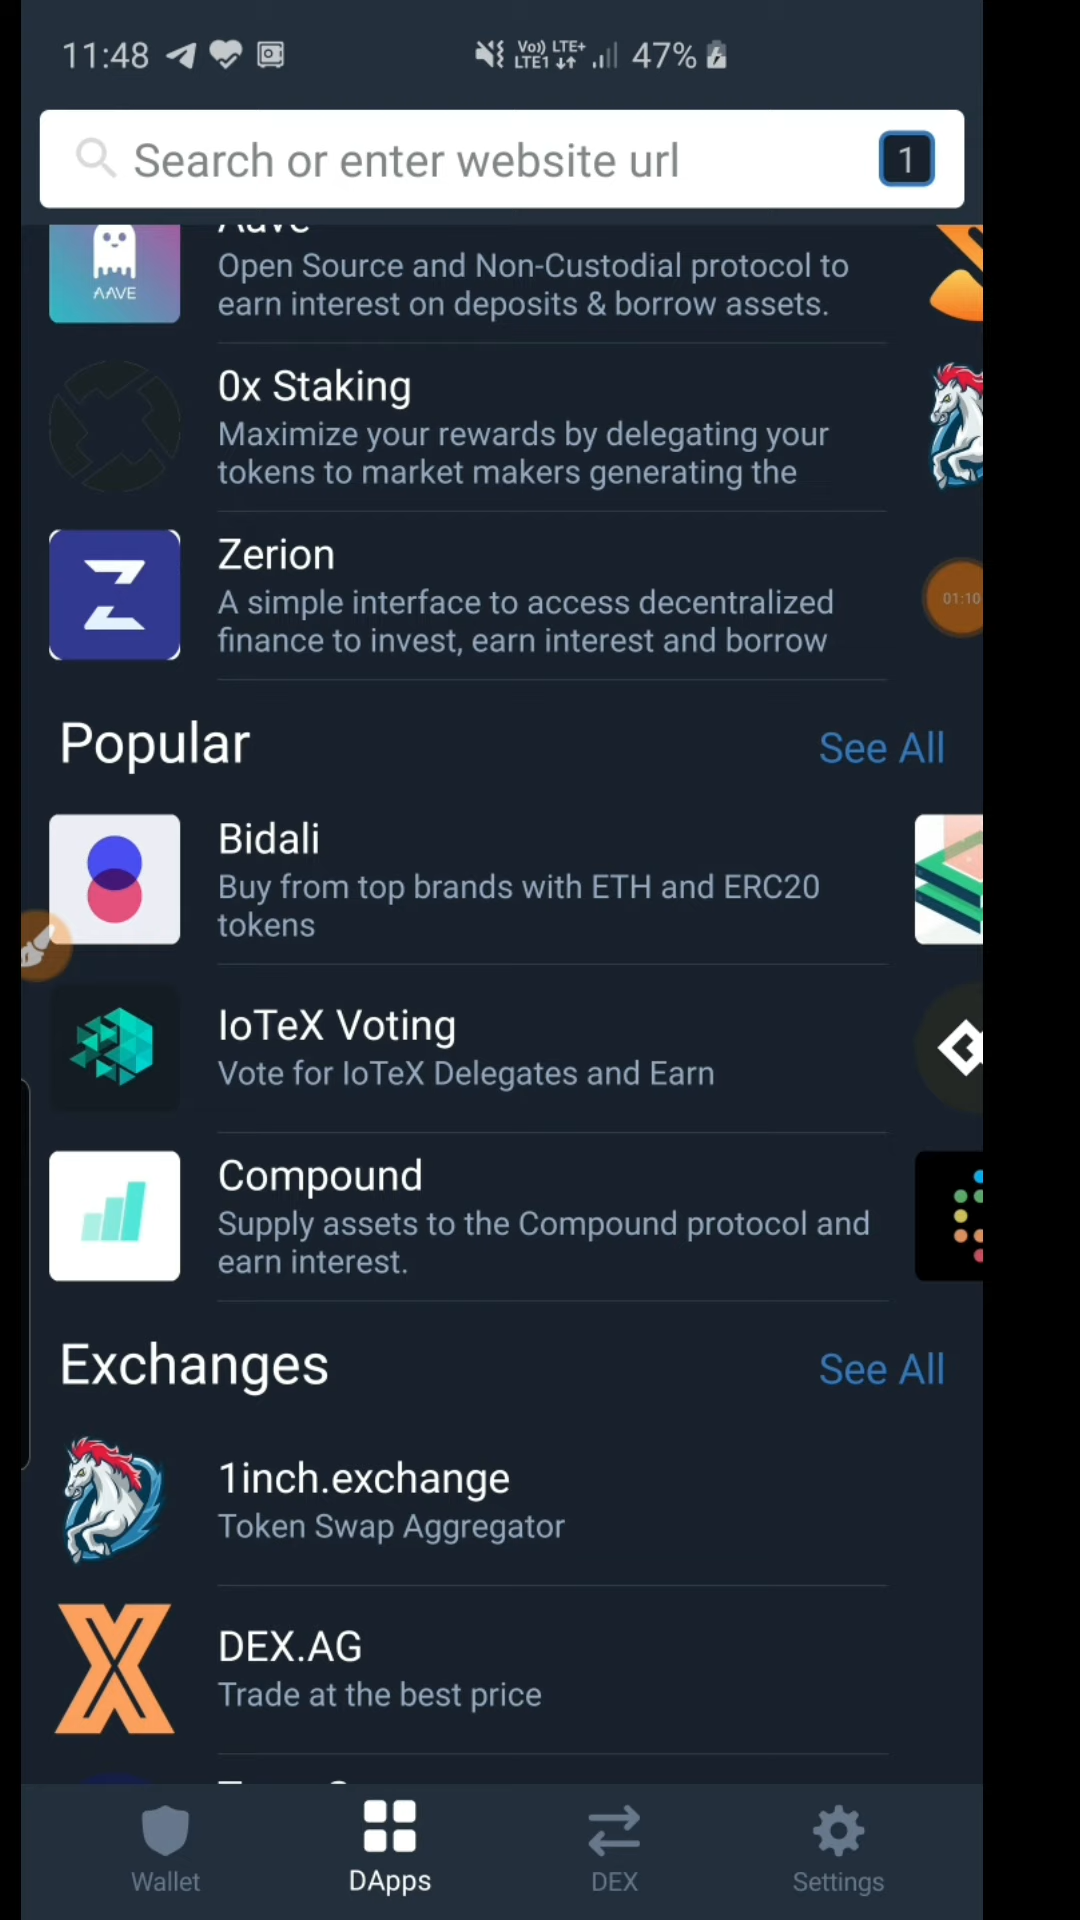 11:48
Vo)) LTE+
LTE1
47%
Search or enter website url
1
Aave
AAVE
Open Source and Non-Custodial protocol to
earn interest on deposits & borrow assets.
0x Staking
Maximize your rewards by delegating your
tokens to market makers generating the
Zerion
A simple interface to access decentralized
finance to invest, earn interest and borrow
01:10
Popular
See All
Bidali
Buy from top brands with ETH and ERC20
tokens
IoTeX Voting
Vote for IoTeX Delegates and Earn
Compound
Supply assets to the Compound protocol and
earn interest.
Exchanges
See All
1inch.exchange
Token Swap Aggregator
DEX.AG
Trade at the best price
Wallet
DApps
DEX
Settings